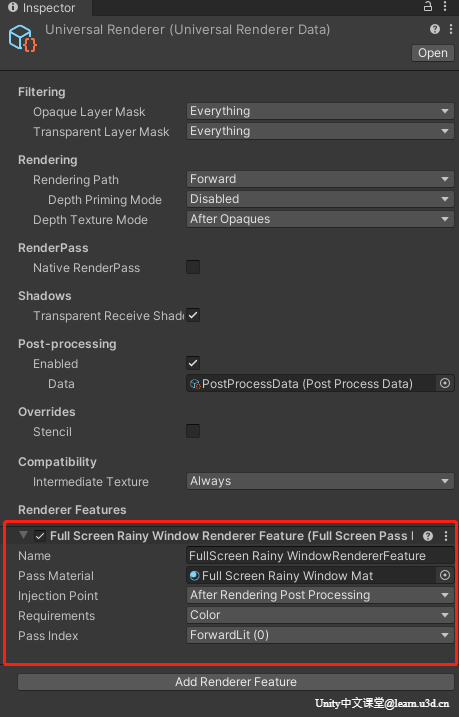 Inspector
Universal Renderer (Universal Renderer Data)
Open
Filtering
Opaque Layer Mask Everything
Transparent Layer Mask Everything
Rendering
Rendering Path Forward
Depth Priming Mode Disabled
Depth Texture Mode After Opaques
RenderPass
Native RenderPass
Shadows
Transparent Receive Shad
Post-processing
Enabled
Data PostProcessData (Post Process Data)
Overrides
Stencil
Compatibility
Intermediate Texture Always
Renderer Features
Full Screen Rainy Window Renderer Feature (Full Screen Pass
Name FullScreen Rainy WindowRendererFeature
Pass Material Full Screen Rainy Window Mat
Injection Point After Rendering Post Processing
Requirements Color
Pass Index ForwardLit (0)
Add Renderer Feature
Unity中文课堂@learn.u3d.cn